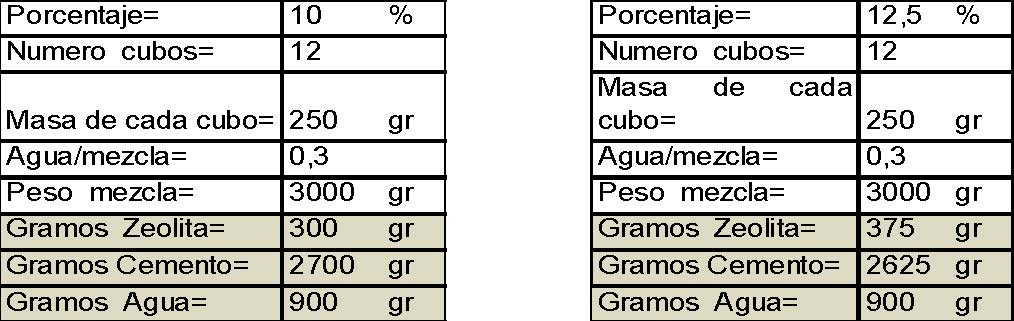 Porcentaje= 10 %
Numero cubos= 12
Masa de cada cubo= 250 gr
Agua/mezcla= 0,3
Peso mezcla= 3000 gr
Gramos Zeolita= 300 gr
Gramos Cemento= 2700 gr
Gramos Agua= 900 gr
Porcentaje= 12,5 %
Numero cubos= 12
Masa de cada
cubo= 250 gr
Agua/mezcla= 0,3
Peso mezcla= 3000 gr
Gramos Zeolita= 375 gr
Gramos Cemento= 2625 gr
Gramos Agua= 900 gr